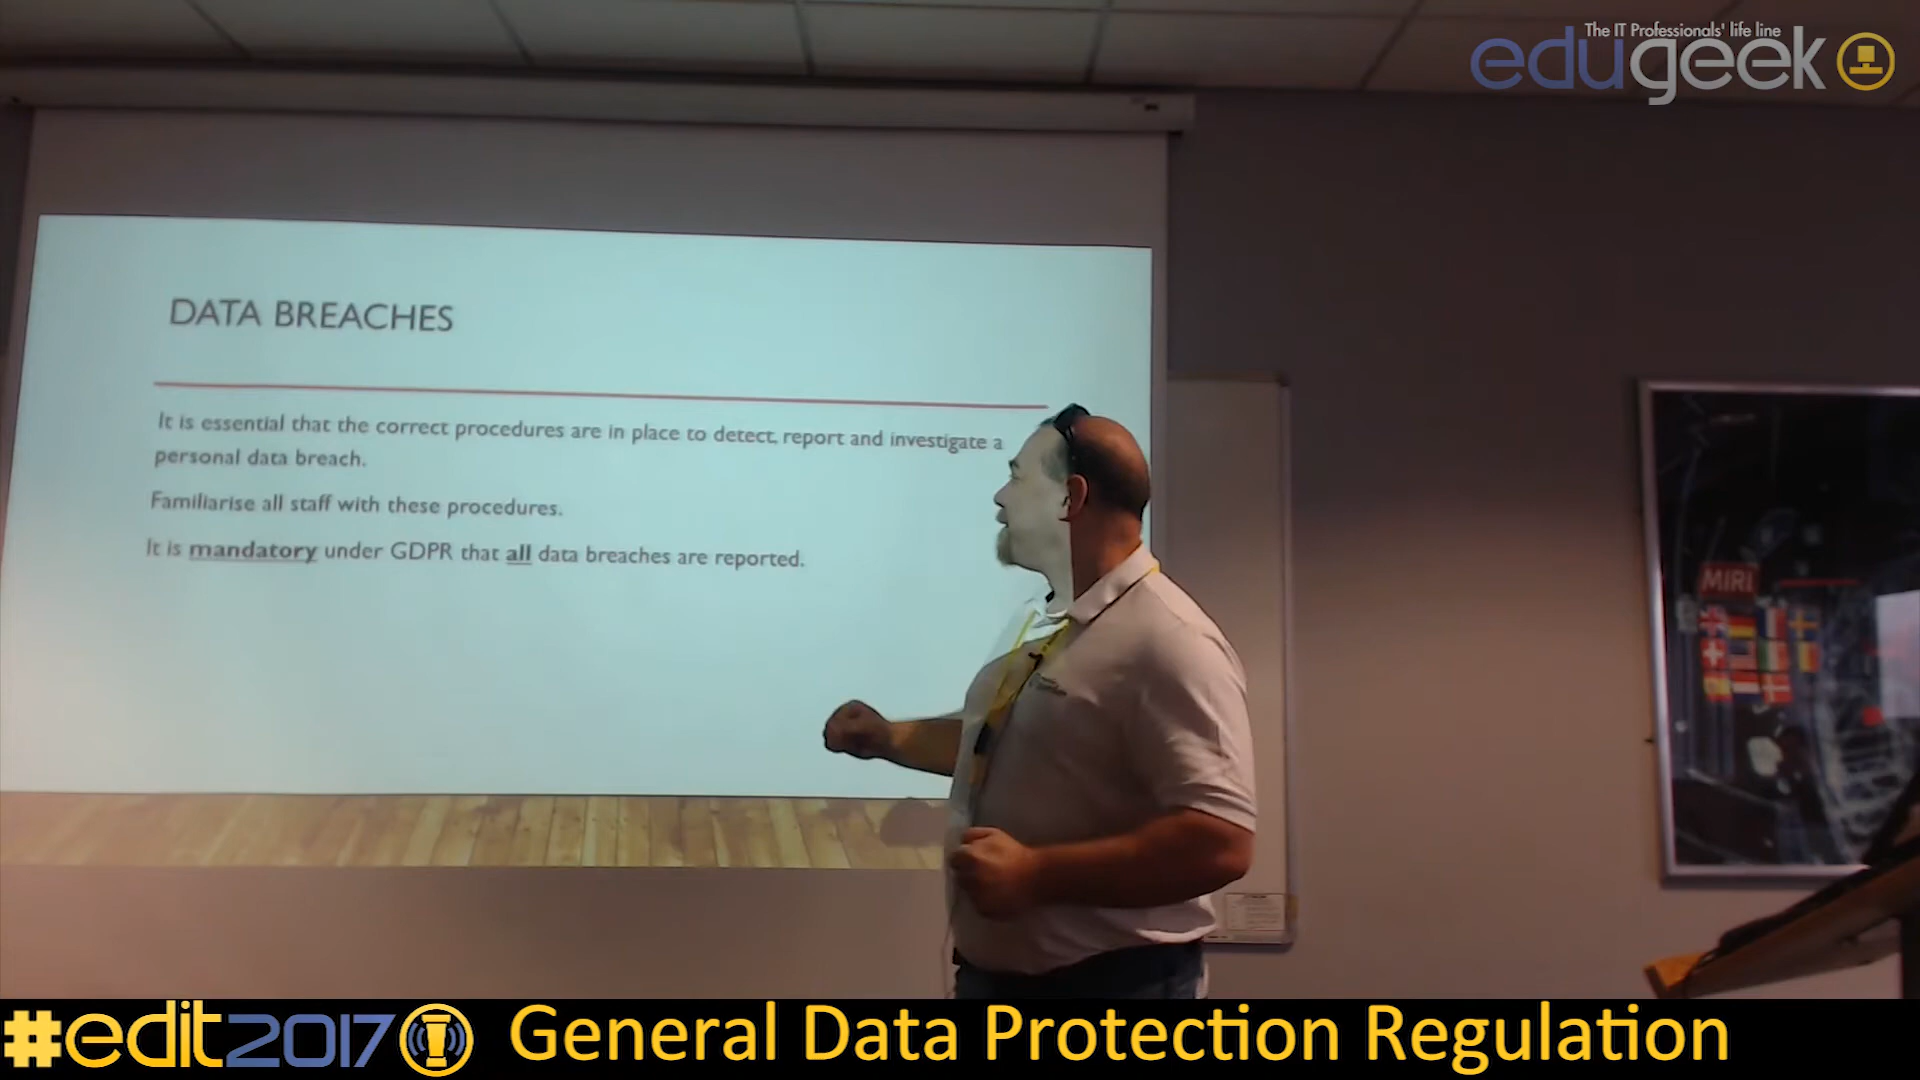 The IT Professionals' life line
edugeek
DATA BREACHES
It is essential that the correct procedures are in place to detect, report and investigate a
personal data breach.
Familiarise all staff with these procedures.
It is mandatory under GDPR that all data breaches are reported.
MIRL
#edit2017
General Data Protection Regulation